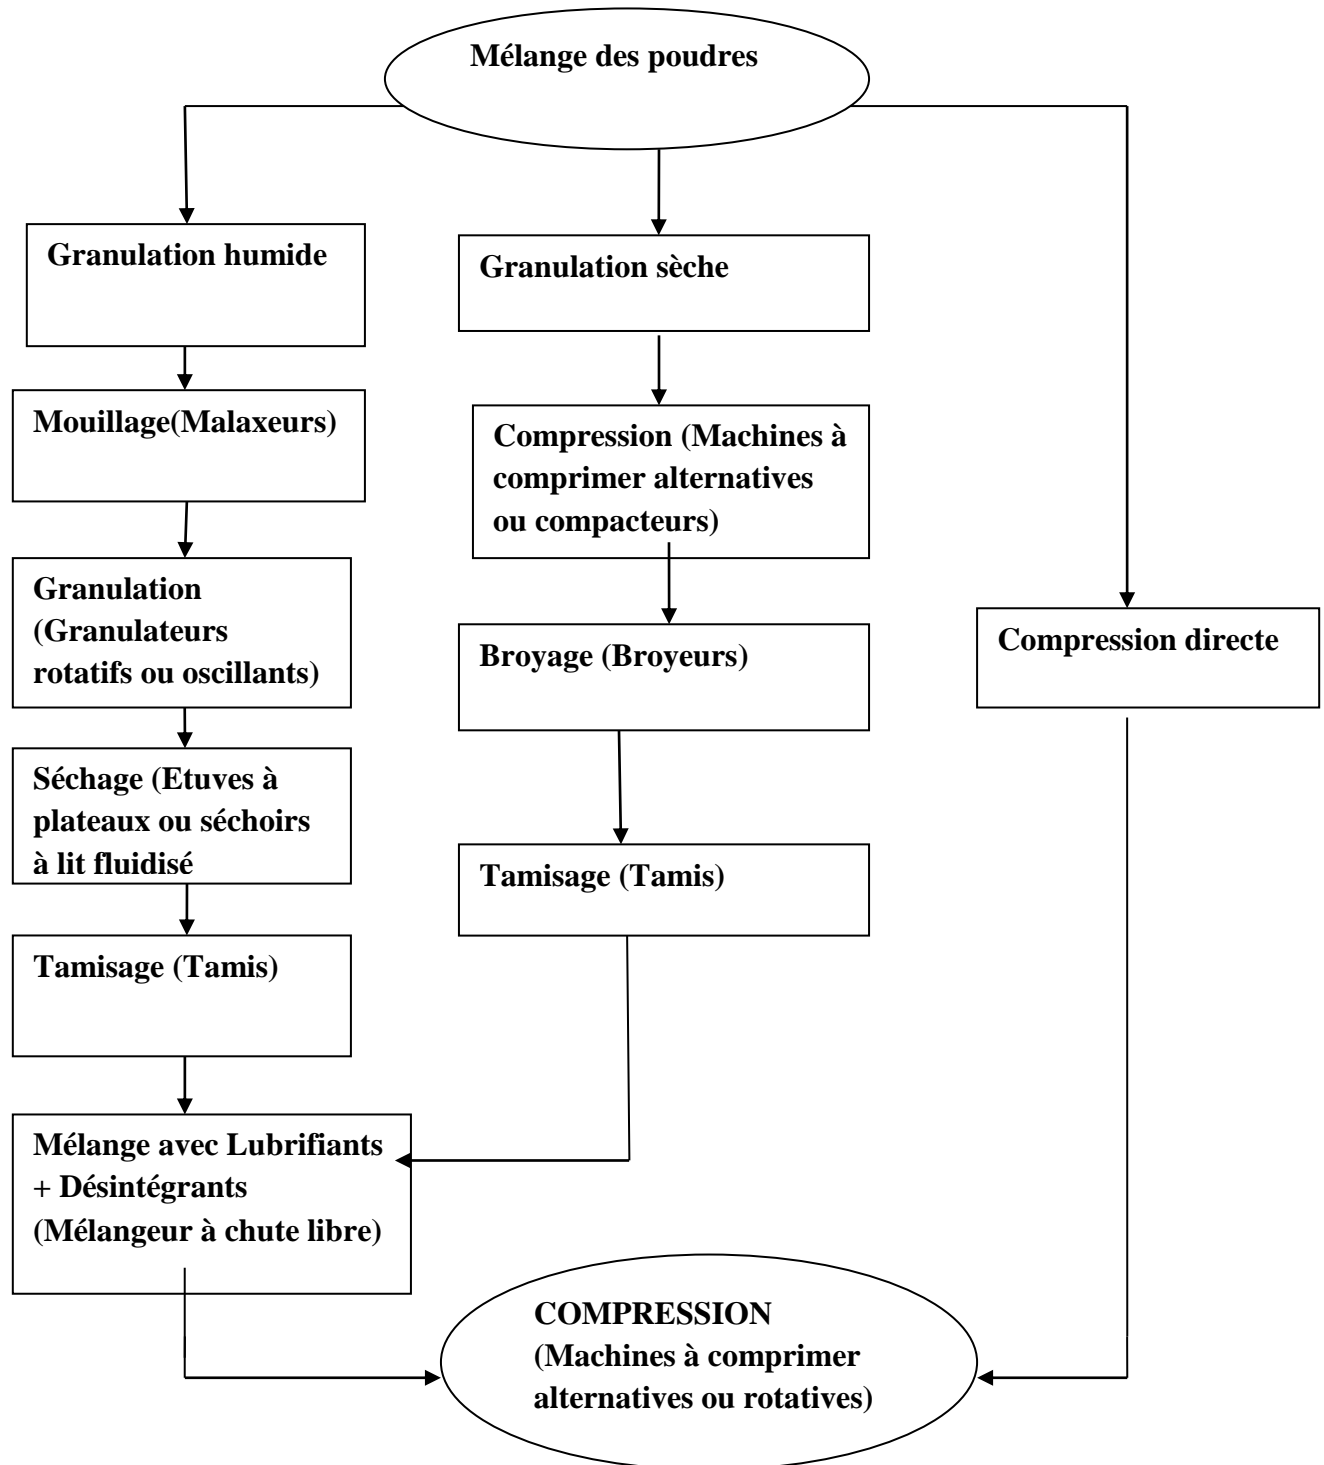 Mélange des poudres
Granulation humide
Mouillage(Malaxeurs)
Granulation
(Granulateurs
rotatifs ou oscillants)
Séchage (Etuves à
plateaux ou séchoirs
à lit fluidisé
Tamisage (Tamis)
Mélange avec Lubrifiants
+ Désintégrants
(Mélangeur à chute libre)
Granulation sèche
Compression (Machines à
comprimer alternatives
ou compacteurs)
Broyage (Broyeurs)
Tamisage (Tamis)
Compression directe
COMPRESSION
(Machines à comprimer
alternatives ou rotatives)